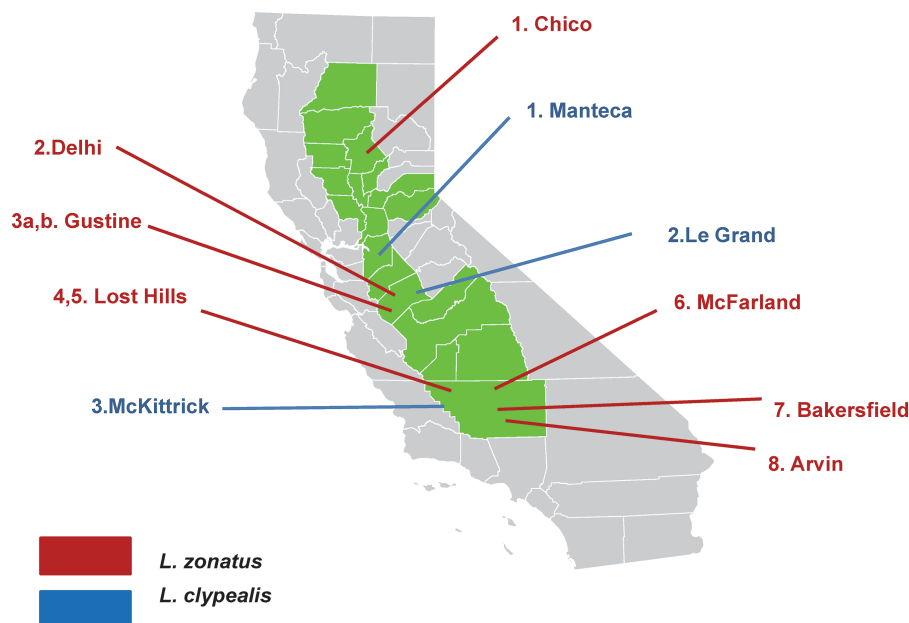 1. Chico
1. Manteca
2.Delhi
3a,b. Gustine
2.Le Grand
4,5. Lost Hills
6. McFarland
3.McKittrick
7. Bakersfield
8. Arvin
L. zonatus
L. clypealis